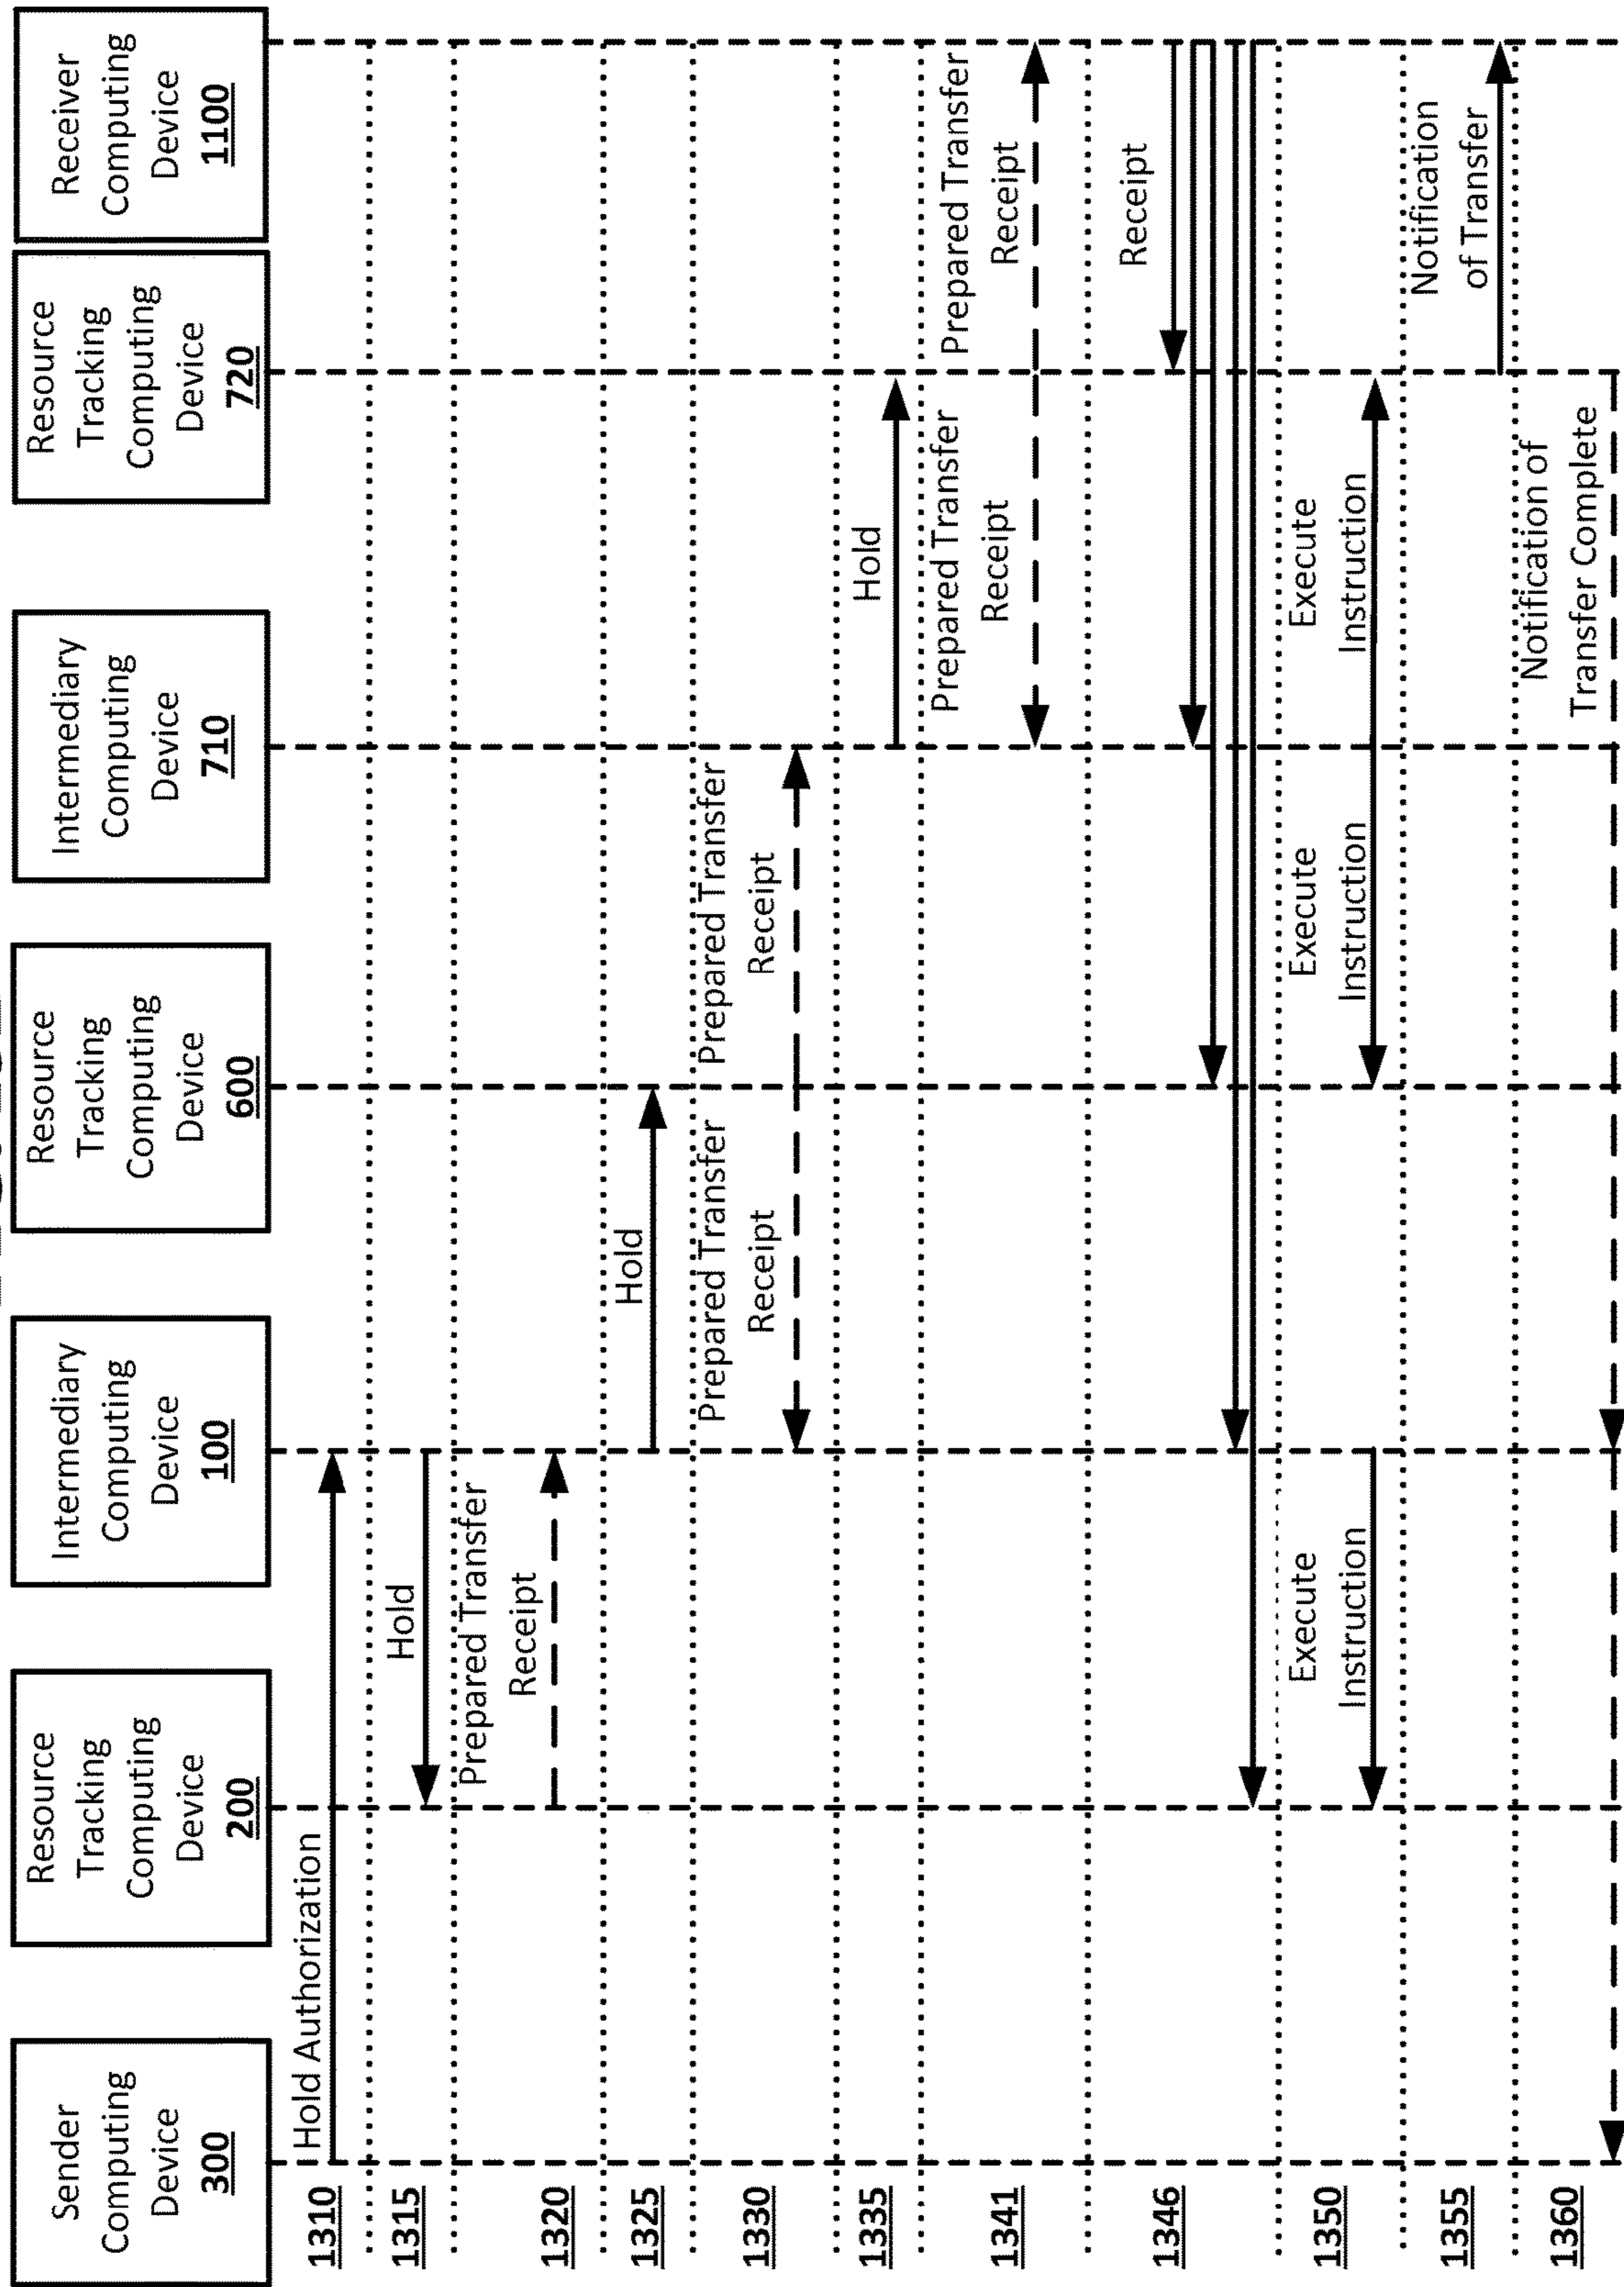 Sender
Computing
Device
300
Resource
Tracking
Computing
Device
200
Intermediary
Computing
Device
100
Resource
Tracking
Computing
Device
600
Intermediary
Computing
Device
710
Resource
Tracking
Computing
Device
720
Receiver
Computing
Device
1100
1310
Hold Authorization
1315
Hold
1320
Prepared Transfer
Receipt
1325
Hold
1330
Prepared Transfer
Receipt
Prepared Transfer
Receipt
1335
Hold
1341
Prepared Transfer
Receipt
Prepared Transfer
Receipt
1346
Receipt
1350
Execute
Instruction
Execute
Instruction
Execute
Instruction
1355
Notification
of Transfer
1360
Notification of
Transfer Complete